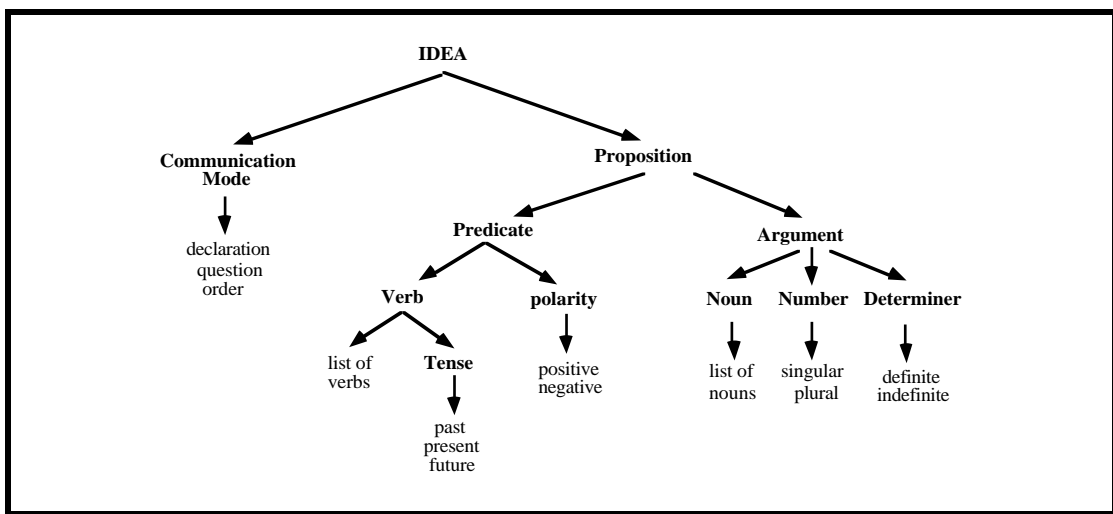 IDEA
Communication
Mode
Proposition
declaration
question
order
Predicate
Argument
Verb
polarity
Noun
Number
Determiner
list of
verbs
Tense
positive
negative
list of
nouns
singular
plural
definite
indefinite
past
present
future